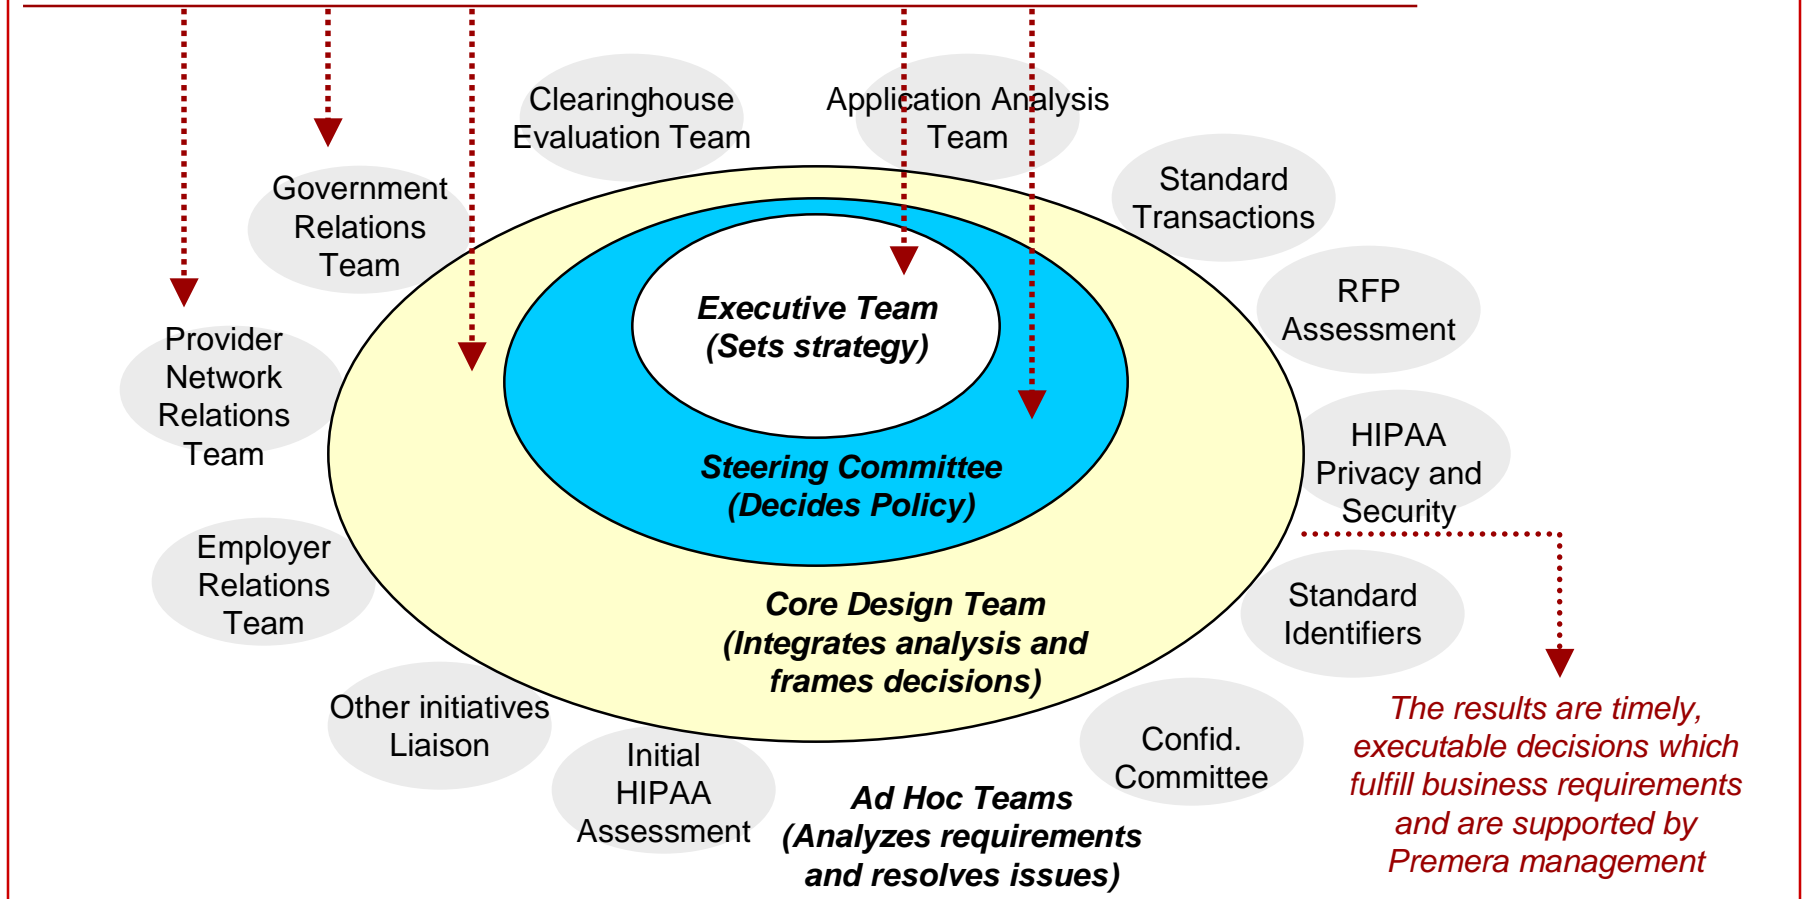 Clearinghouse
Evaluation Team
Application Analysis
Team
Government
Relations
Team
Standard
Transactions
RFP
Assessment
Executive Team
(Sets strategy)
Provider
Network
Relations
Team
HIPAA
Privacy and
Security
Steering Committee
(Decides Policy)
Employer
Relations
Team
Core Design Team
(Integrates analysis and
frames decisions)
Standard
Identifiers
Other initiatives
Liaison
Initial
HIPAA
Assessment
Confid.
Committee
Ad Hoc Teams
(Analyzes requirements
and resolves issues)
The results are timely,
executable decisions which
fulfill business requirements
and are supported by
Premera management